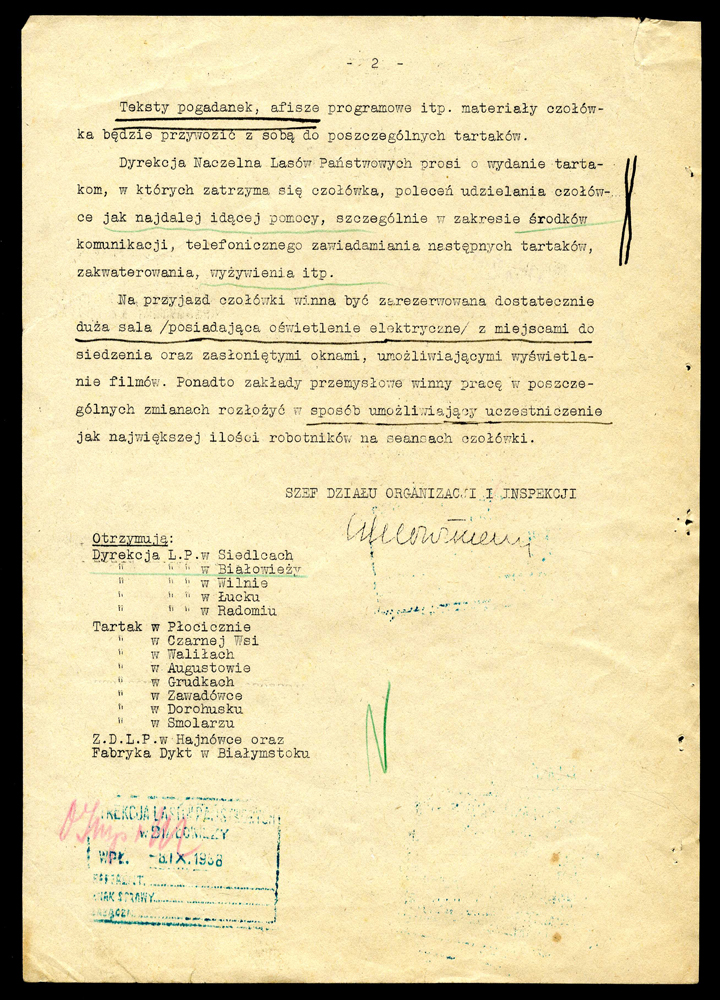 - 2 -
Teksty pogadanek, afisze programowe itp. materiały czołów-
ka będzie przywozić z sobą do poszczególnych tartaków.
Dyrekcja Naczelna Lasów Państwowych prosi o wydanie tarta-
kom, w których zatrzyma się czołówka, poleceń udzielania czołów-
ce jak najdalej idącej pomocy, szczególnie w zakresie środków
komunikacji, telefonicznego zawiadamiania następnych tartaków,
zakwaterowania, wyżywienia itp.
Na przyjazd czołówki winna być zarezerwowana dostatecznie
duża sala /posiadająca oświetlenie elektryczne/ z miejscami do
siedzenia oraz zasłoniętymi oknami, umożliwiającymi wyświetla-
nie filmów. Ponadto zakłady przemysłowe winny pracę w poszcze-
gólnych zmianach rozłożyć w sposób umożliwiający uczestniczenie
jak największej ilości robotników na seansach czołówki.
SZEF DZIAŁU ORGANIZACJI I INSPEKCJI
Otrzymują:
Dyrekcja L.P.w Siedlcach
" " " w Białowieży
" " " w Wilnie
" " " w Łucku
" " " w Radomiu
Tartak w Płocicznie
" w Czarnej Wsi
" w Waliłach
" w Augustowie
" w Grudkach
" w Zawadówce
" w Dorohusku
" w Smolarzu
Z.D.L.P.w Hajnówce oraz
Fabryka Dykt w Białymstoku
w BIAŁOWIEŻY
WPŁ. -8.IX.1938
ZNAK SPRAWY